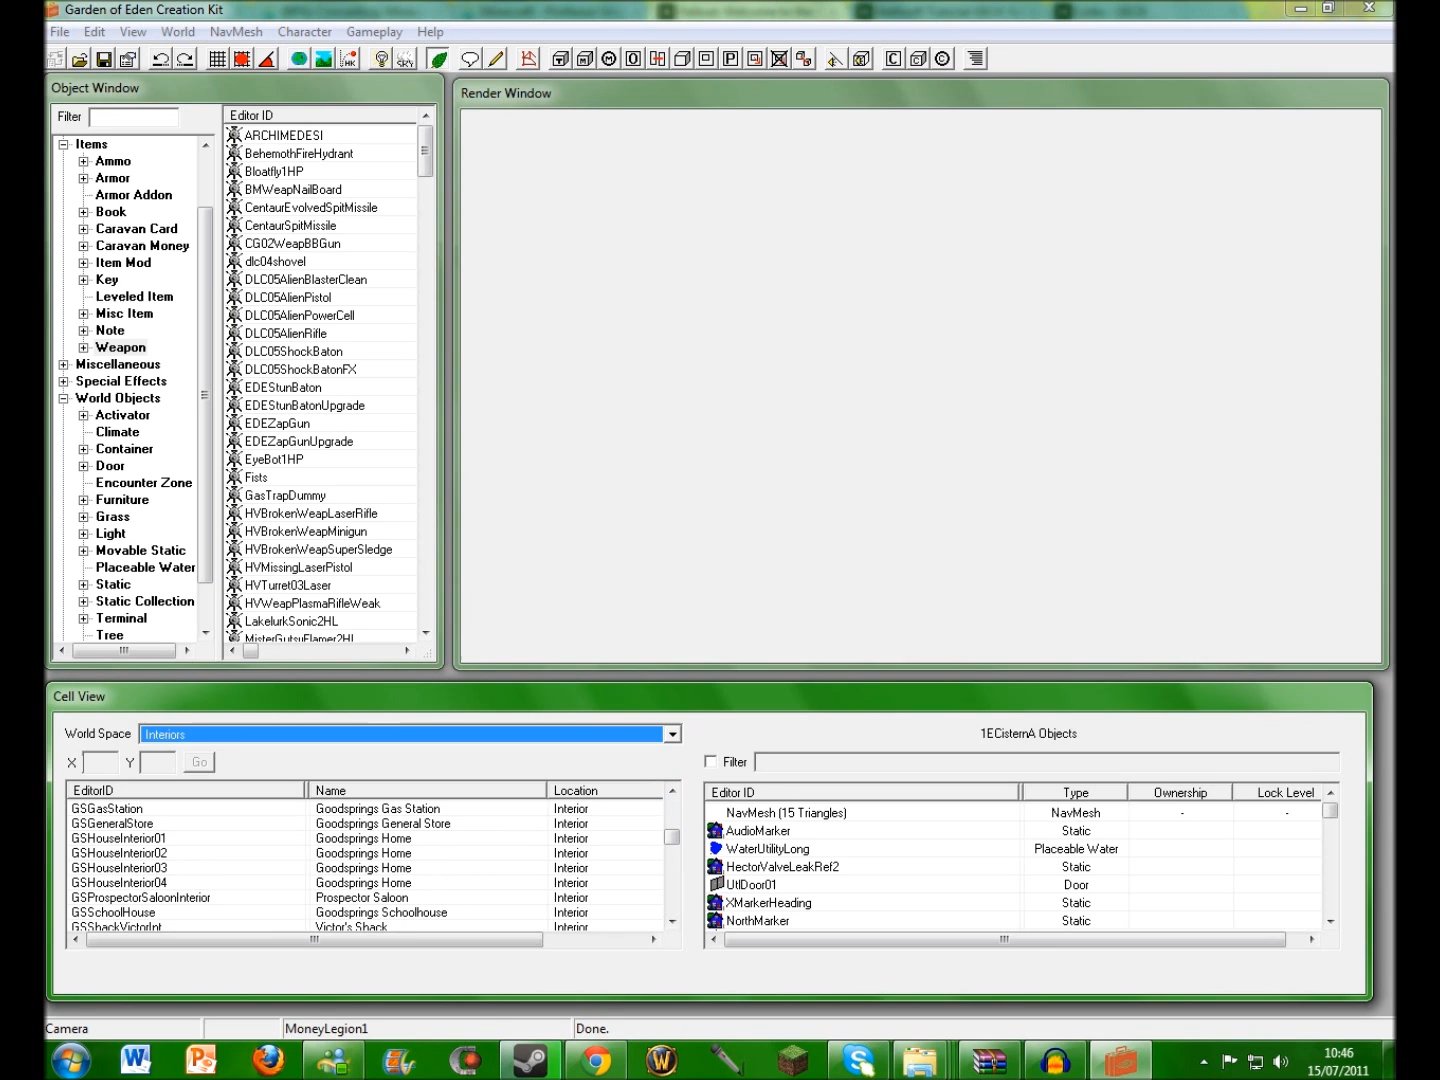 Garden of Eden Creation Kit
File Edit View World NavMesh Character Gameplay Help
Object Window
Filter
Items
Ammo
Armor
Armor Addon
Book
Caravan Card
Caravan Money
Item Mod
Key
Leveled Item
Misc Item
Note
Weapon
Miscellaneous
Special Effects
World Objects
Activator
Climate
Container
Door
Encounter Zone
Furniture
Grass
Light
Movable Static
Placeable Water
Static
Static Collection
Terminal
Tree
Editor ID
ARCHIMEDESI
BehemothFireHydrant
Bloatfly1HP
BMWeapNailBoard
CentaurEvolvedSpitMissile
CentaurSpitMissile
CG02WeapBBGun
dlc04shovel
DLC05AlienBlasterClean
DLC05AlienPistol
DLC05AlienPowerCell
DLC05AlienRifle
DLC05ShockBaton
DLC05ShockBatonFX
EDEStunBaton
EDEStunBatonUpgrade
EDEZapGun
EDEZapGunUpgrade
EyeBot1HP
Fists
GasTrapDummy
HVBrokenWeapLaserRifle
HVBrokenWeapMinigun
HVBrokenWeapSuperSledge
HVMissingLaserPistol
HVTurret03Laser
HVWeapPlasmaRifleWeak
LakelurkSonic2HL
MisterGutsyFlamer2HL
Render Window
Cell View
World Space Interiors
X Y Go
EditorID Name Location
GSGasStation Goodsprings Gas Station Interior
GSGeneralStore Goodsprings General Store Interior
GSHouseInterior01 Goodsprings Home Interior
GSHouseInterior02 Goodsprings Home Interior
GSHouseInterior03 Goodsprings Home Interior
GSHouseInterior04 Goodsprings Home Interior
GSProspectorSaloonInterior Prospector Saloon Interior
GSSchoolHouse Goodsprings Schoolhouse Interior
GSShackVictorInt Victor's Shack Interior
1ECisternA Objects
Filter
Editor ID Type Ownership Lock Level
NavMesh (15 Triangles) NavMesh - -
AudioMarker Static
WaterUtilityLong Placeable Water
HectorValveLeakRef2 Static
UtlDoor01 Door
XMarkerHeading Static
NorthMarker Static
Camera MoneyLegion1 Done.
10:46
15/07/2011